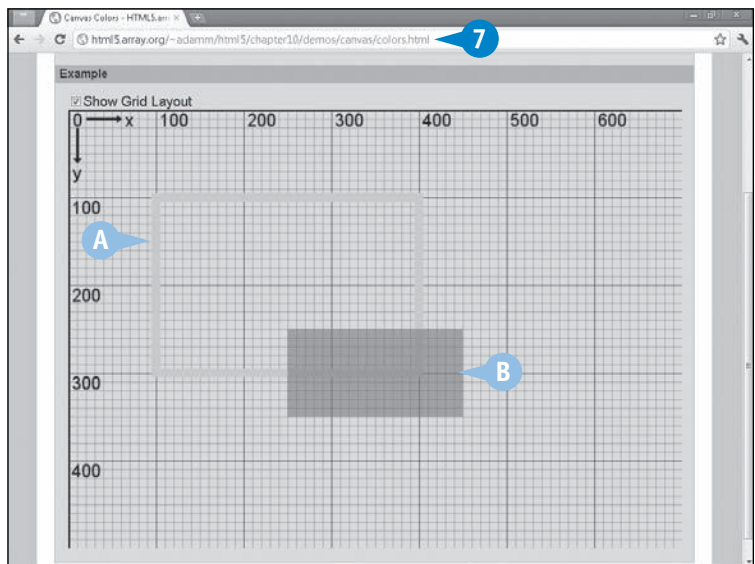 Canvas Colors - HTML5.arr
html5.array.org/~adamm/html5/chapter10/demos/canvas/colors.html
7
Example
Show Grid Layout
0 x 100 200 300 400 500 600
y
100
A
200
B
300
400